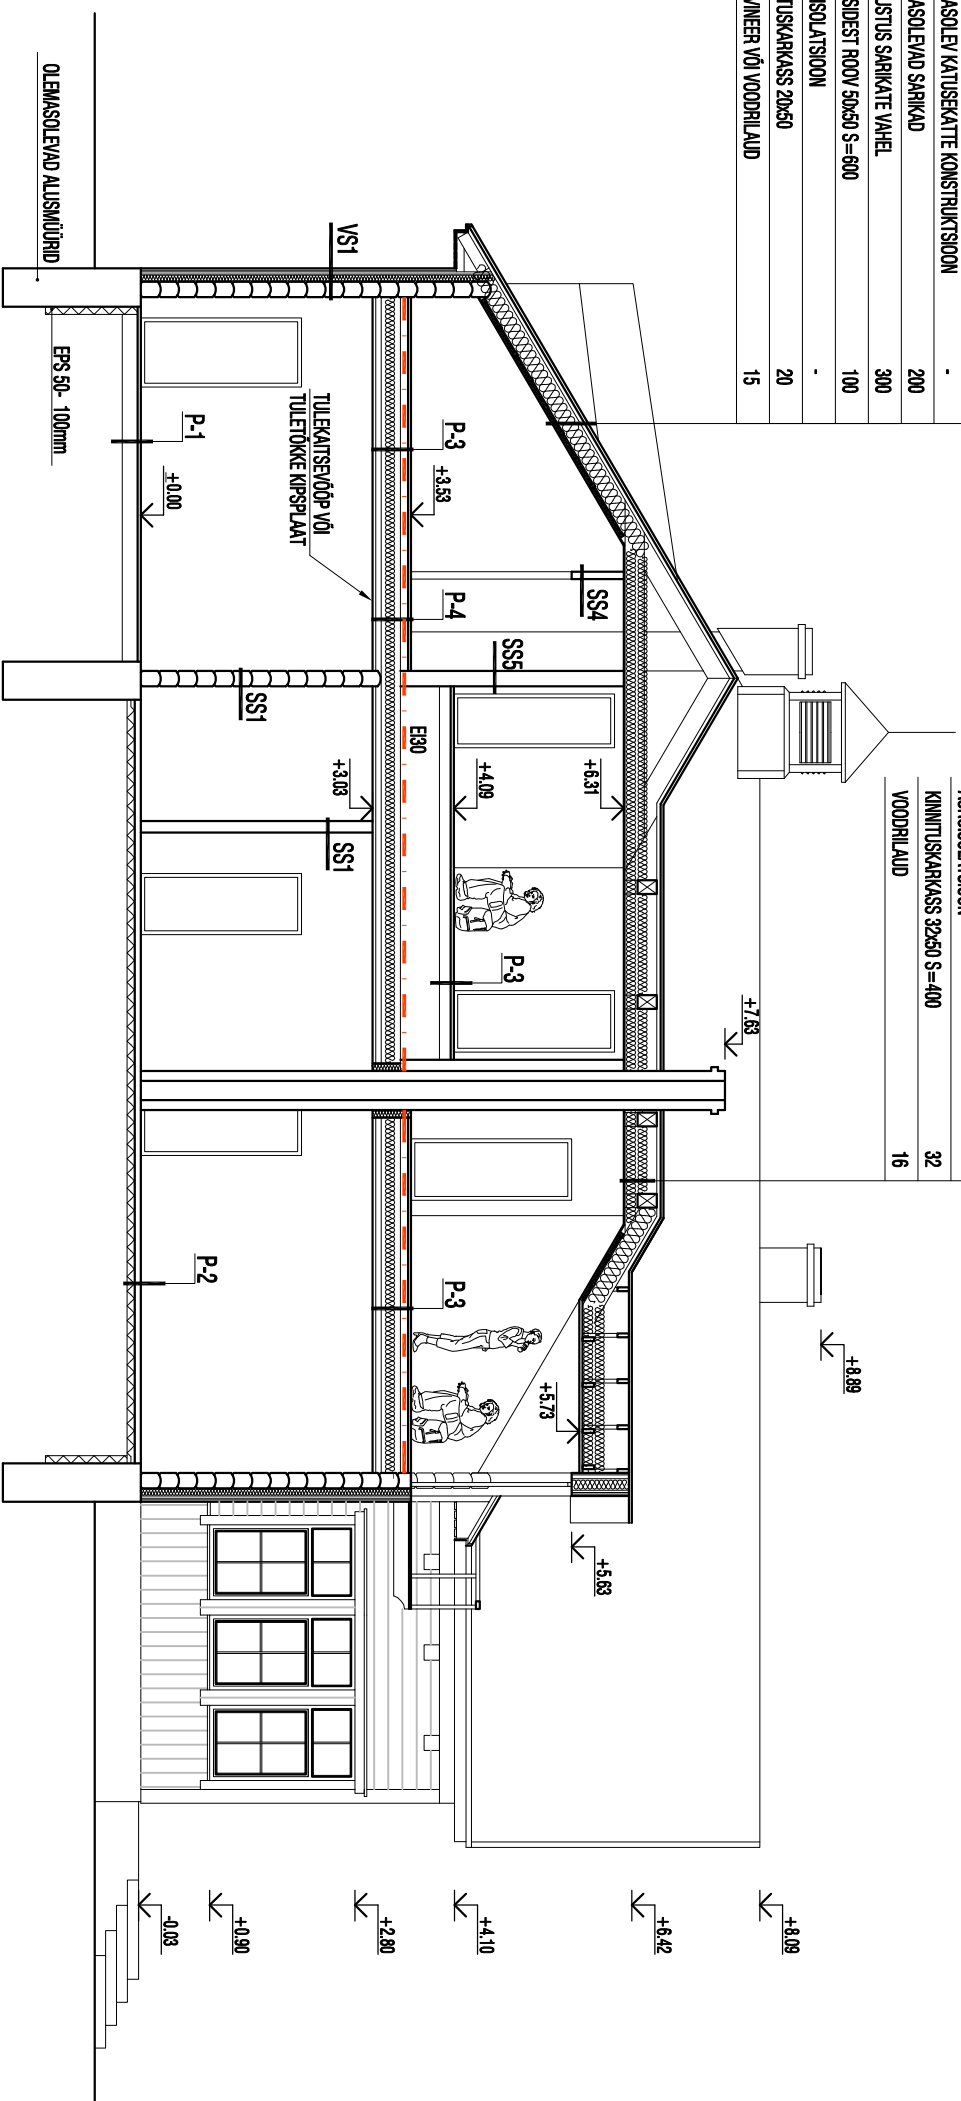 ASOLEV KATUSEKATTE KONSTRUKTSIOON -
ASOLEVAD SARIKAD 200
USTUS SARIKATE VAHEL 300
SIDEST ROOV 50x50 S=600 100
ISOLATSIOON -
TUSKARKASS 20x50 20
VINEER VÕI VOODRILAUD 15
KINNITUSKARKASS 32x50 S=400 32
VOODRILAUD 16
+7.63
+8.89
+8.09
+6.42
+4.10
+2.80
+0.90
-0.03
SS4
SS5
+6.31
+4.09
P-3
+5.73
+5.63
VS1
P-3
+3.53
P-4
EI30
P-3
TULEKAITSEVÕÕP VÕI
TULETÕKKE KIPSPLAAT
+3.03
SS1
SS1
P-1
+0.00
P-2
EPS 50- 100mm
OLEMASOLEVAD ALUSMÜÜRID